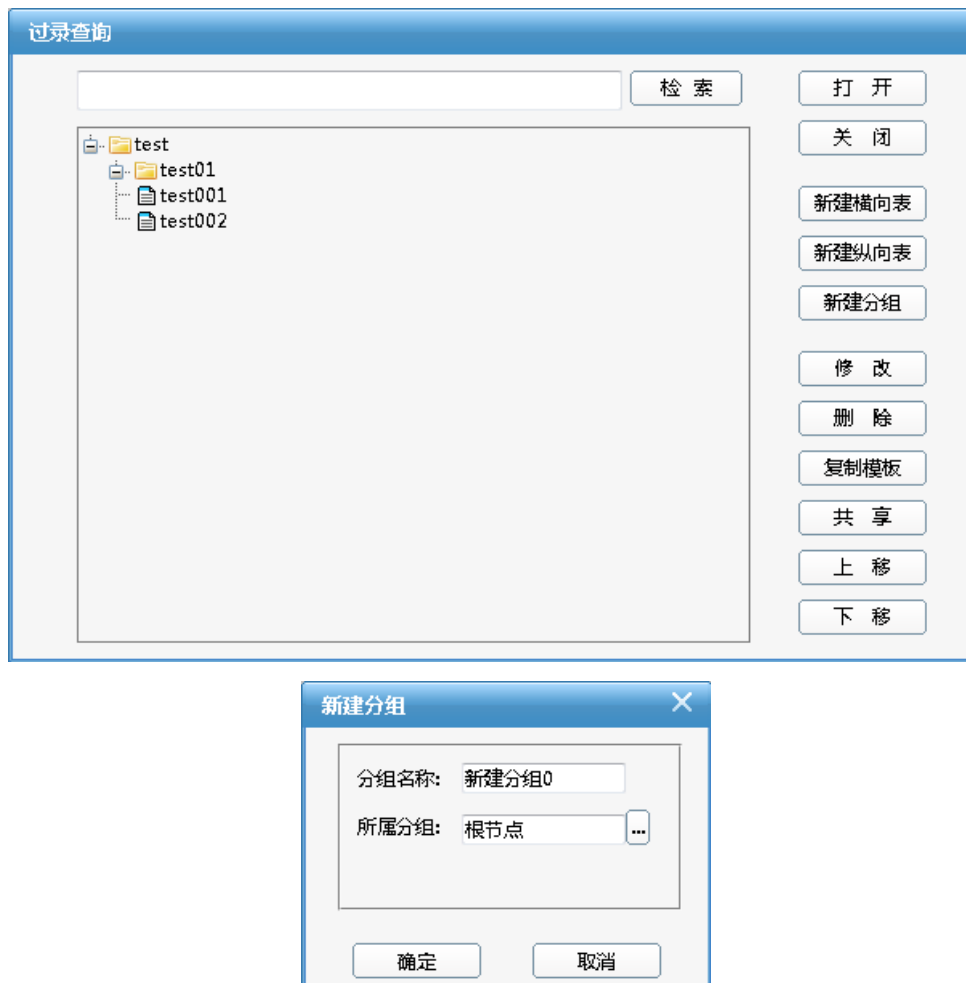 过录查询
检 索
打 开
关 闭
test
test01
test001
test002
新建横向表
新建纵向表
新建分组
修 改
删 除
复制模板
共 享
上 移
下 移
新建分组
分组名称: 新建分组0
所属分组: 根节点 ...
确定 取消